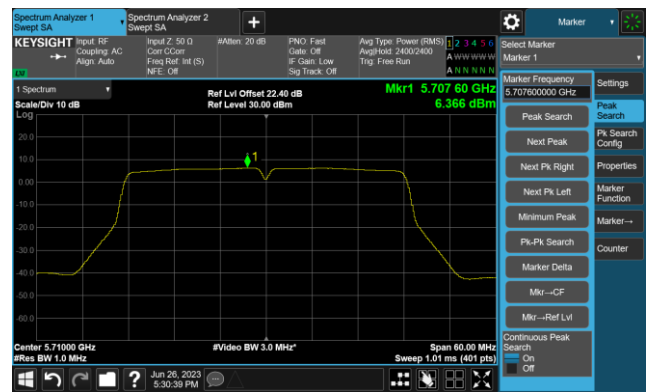 Spectrum Analyzer 1
Swept SA
Spectrum Analyzer 2
Swept SA
+
Marker
KEYSIGHT
Input: RF
Coupling: AC
Align: Auto
Input Z: 50 Ω
Corr CCorr
Freq Ref: Int (S)
NFE: Off
#Atten: 20 dB
PNO: Fast
Gate: Off
IF Gain: Low
Sig Track: Off
Avg Type: Power (RMS)
Avg|Hold: 2400/2400
Trig: Free Run
1 2 3 4 5 6
A W W W W W
A N N N N N
LXI
Select Marker
Marker 1
1 Spectrum
Scale/Div 10 dB
Log
Ref Lvl Offset 22.40 dB
Ref Level 30.00 dBm
Mkr1 5.707 60 GHz
6.366 dBm
20.0
10.0
0.00
-10.0
-20.0
-30.0
-40.0
-50.0
-60.0
1
Center 5.71000 GHz
#Res BW 1.0 MHz
#Video BW 3.0 MHz*
Span 60.00 MHz
Sweep 1.01 ms (401 pts)
Marker Frequency
5.707600000 GHz
Peak Search
Next Peak
Next Pk Right
Next Pk Left
Minimum Peak
Pk-Pk Search
Marker Delta
Mkr→CF
Mkr→Ref Lvl
Continuous Peak
Search
On
Off
Settings
Peak
Search
Pk Search
Config
Properties
Marker
Function
Marker→
Counter
?
Jun 26, 2023
5:30:39 PM